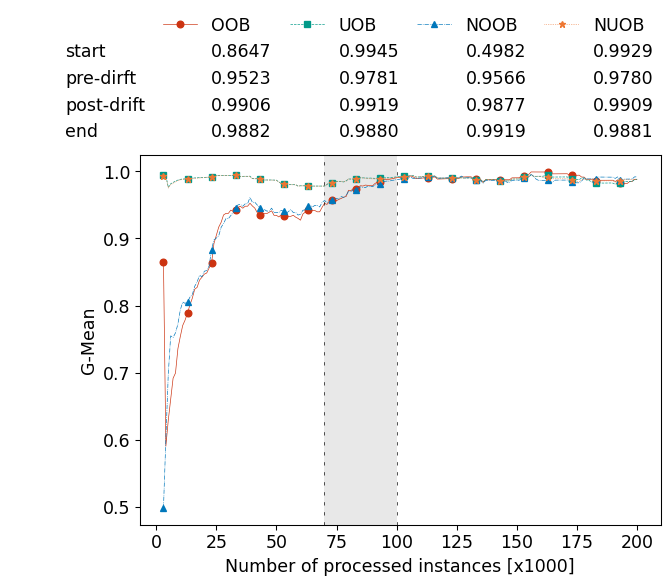 OOB UOB NOOB NUOB
start 0.8647 0.9945 0.4982 0.9929
pre-dirft 0.9523 0.9781 0.9566 0.9780
post-drift 0.9906 0.9919 0.9877 0.9909
end 0.9882 0.9880 0.9919 0.9881
1.0
0.9
0.8
0.7
0.6
0.5
G-Mean
0 25 50 75 100 125 150 175 200
Number of processed instances [x1000]